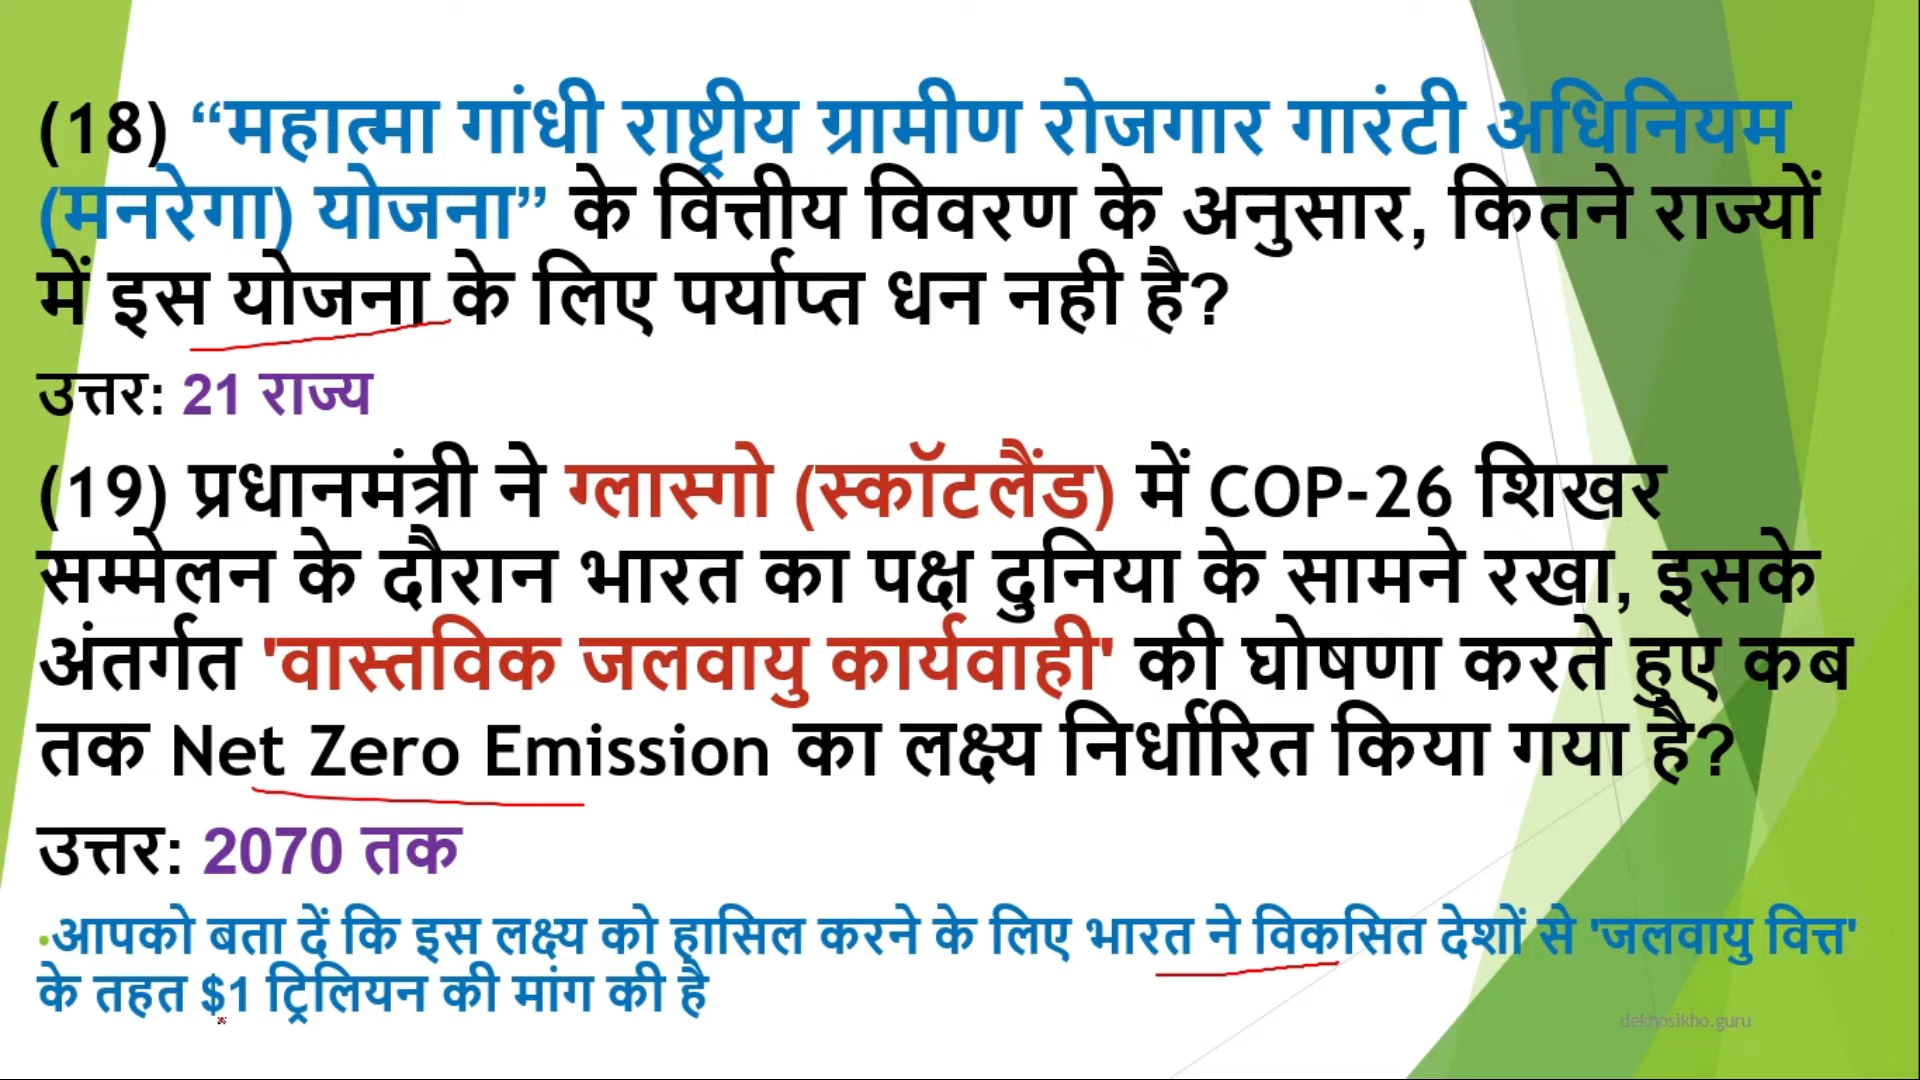 (18) “महात्मा गांधी राष्ट्रीय ग्रामीण रोजगार गारंटी अधिनियम
(मनरेगा) योजना” के वित्तीय विवरण के अनुसार, कितने राज्यों
में इस योजना के लिए पर्याप्त धन नही है?
उत्तर: 21 राज्य
(19) प्रधानमंत्री ने ग्लास्गो (स्कॉटलैंड) में COP-26 शिखर
सम्मेलन के दौरान भारत का पक्ष दुनिया के सामने रखा, इसके
अंतर्गत 'वास्तविक जलवायु कार्यवाही' की घोषणा करते हुए कब
तक Net Zero Emission का लक्ष्य निर्धारित किया गया है?
उत्तर: 2070 तक
•आपको बता दें कि इस लक्ष्य को हासिल करने के लिए भारत ने विकसित देशों से 'जलवायु वित्त'
के तहत $1 ट्रिलियन की मांग की है
dekhosikho.guru